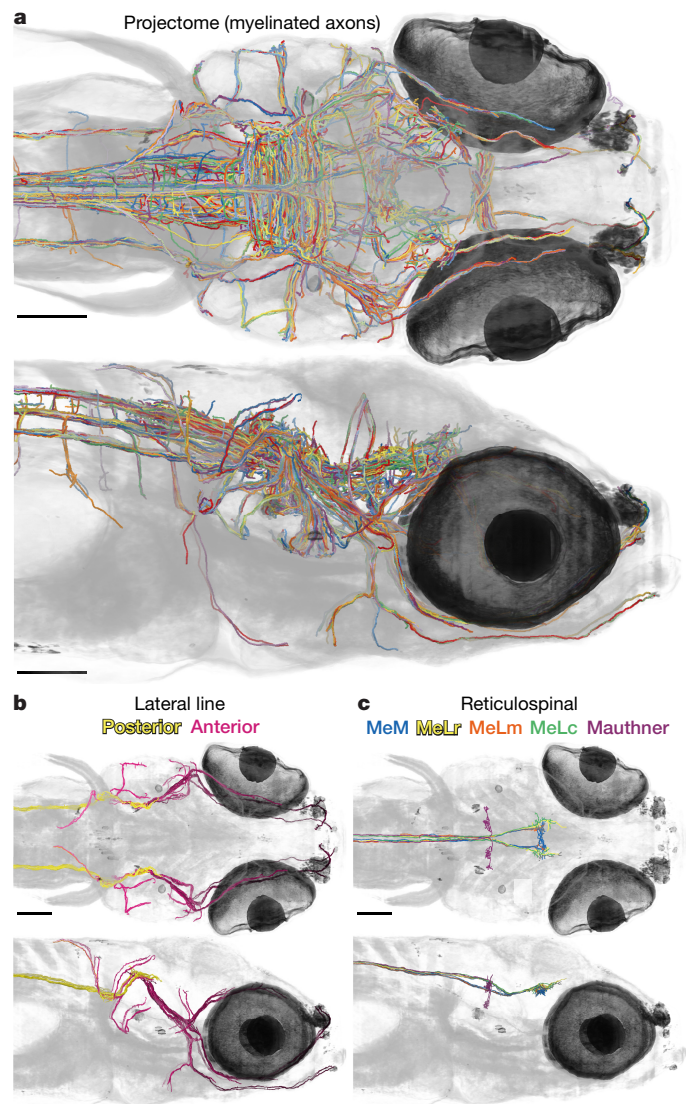 a
Projectome (myelinated axons)
b
Lateral line
Posterior Anterior
c
Reticulospinal
MeM MeLr MeLm MeLc Mauthner